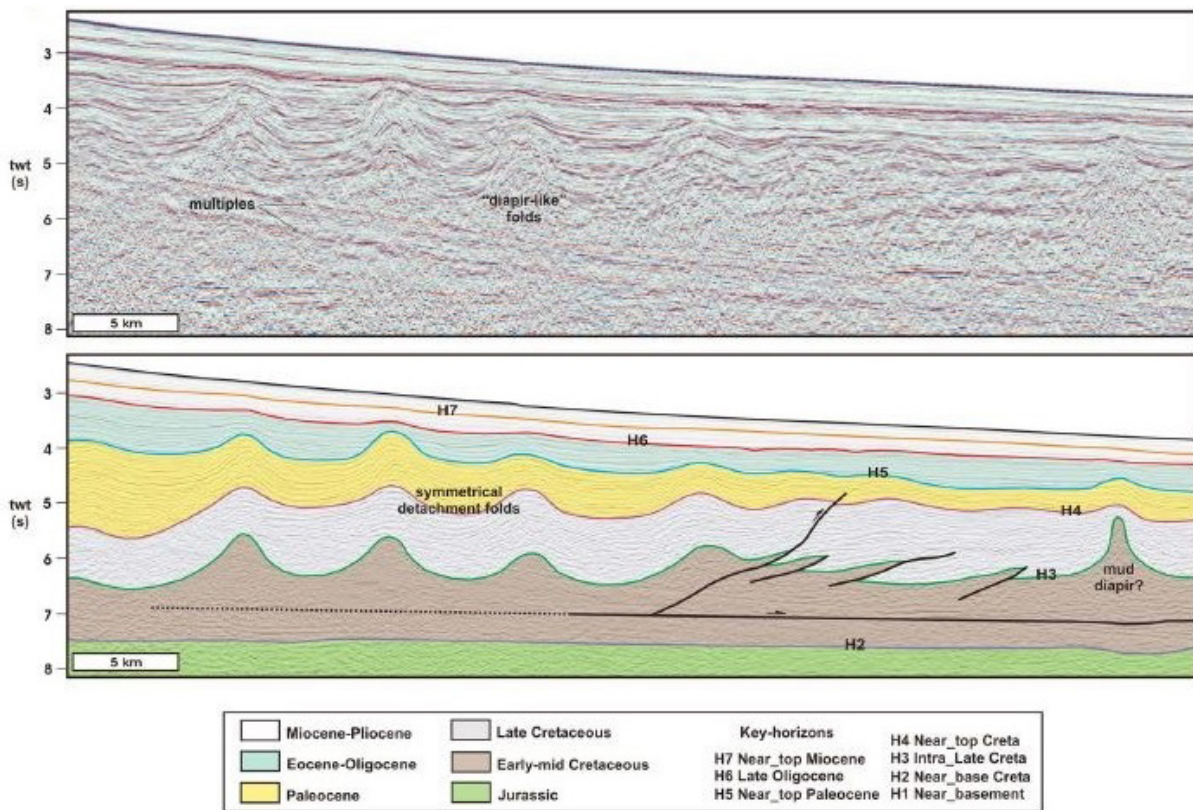 3
4
twt
(s)
5
multiples
"diapir-like"
folds
6
7
8
5 km
3
H7
H6
4
H5
twt
(s)
5
symmetrical
detachment folds
H4
6
mud
diapir?
H3
7
H2
8
5 km
Miocene-Pliocene
Eocene-Oligocene
Paleocene
Late Cretaceous
Early-mid Cretaceous
Jurassic
Key-horizons
H7 Near_top Miocene
H6 Late Oligocene
H5 Near_top Paleocene
H4 Near_top Creta
H3 Intra_Late Creta
H2 Near_base Creta
H1 Near_basement